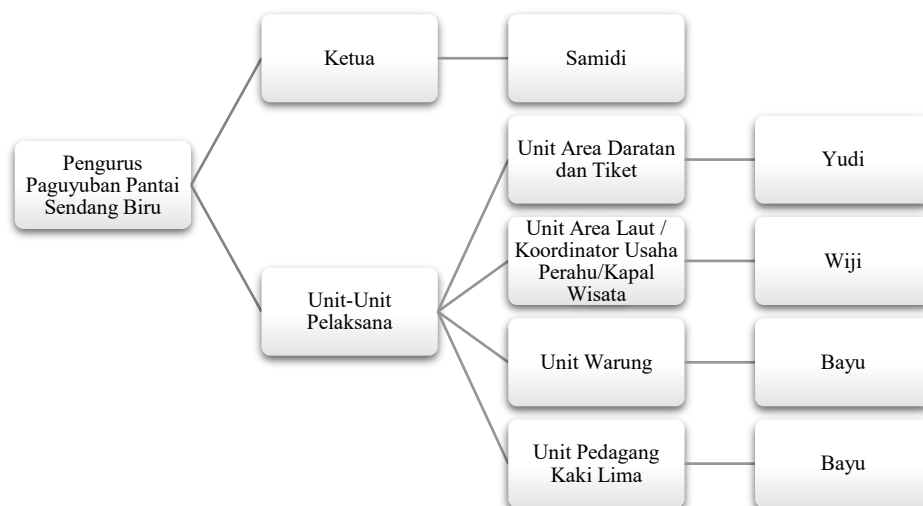 Pengurus
Paguyuban Pantai
Sendang Biru
Ketua
Samidi
Unit-Unit
Pelaksana
Unit Area Daratan
dan Tiket
Yudi
Unit Area Laut /
Koordinator Usaha
Perahu/Kapal
Wisata
Wiji
Unit Warung
Bayu
Unit Pedagang
Kaki Lima
Bayu